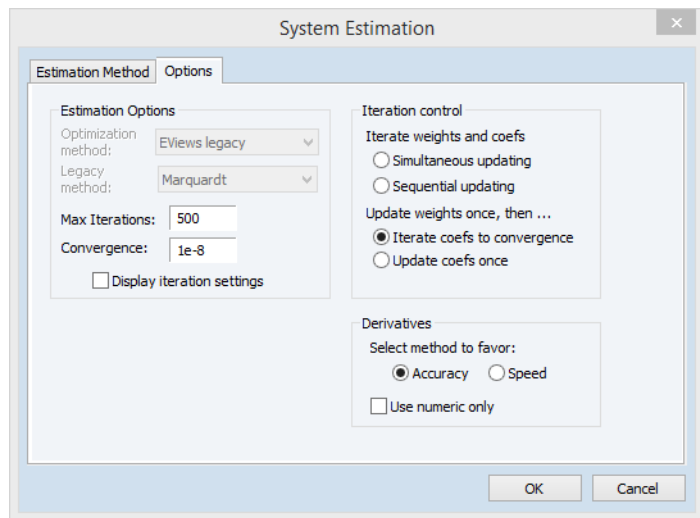 System Estimation
Estimation Method
Options
Estimation Options
Optimization
method:
EViews legacy
Legacy
method:
Marquardt
Max Iterations:
500
Convergence:
1e-8
Display iteration settings
Iteration control
Iterate weights and coefs
Simultaneous updating
Sequential updating
Update weights once, then ...
Iterate coefs to convergence
Update coefs once
Derivatives
Select method to favor:
Accuracy
Speed
Use numeric only
OK
Cancel